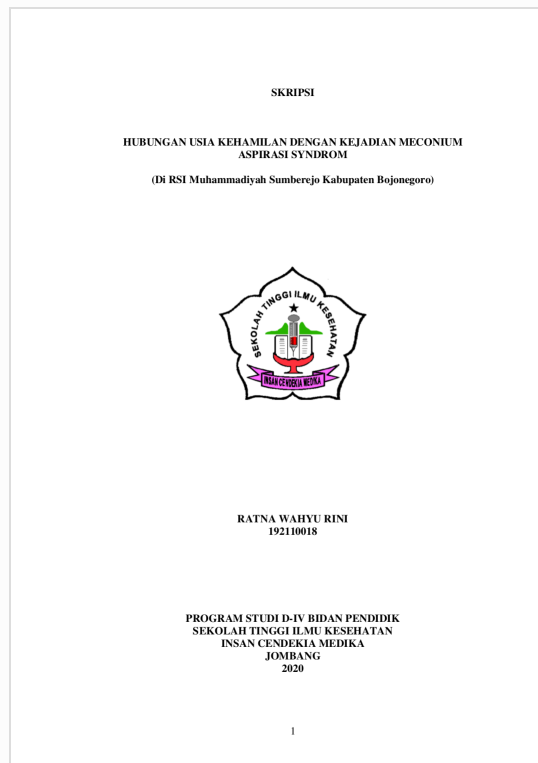 SKRIPSI
HUBUNGAN USIA KEHAMILAN DENGAN KEJADIAN MECONIUM
ASPIRASI SYNDROM
(Di RSI Muhammadiyah Sumberejo Kabupaten Bojonegoro)
SEKOLAH TINGGI ILMU KESEHATAN
INSAN CENDEKIA MEDIKA
RATNA WAHYU RINI
192110018
PROGRAM STUDI D-IV BIDAN PENDIDIK
SEKOLAH TINGGI ILMU KESEHATAN
INSAN CENDEKIA MEDIKA
JOMBANG
2020
1